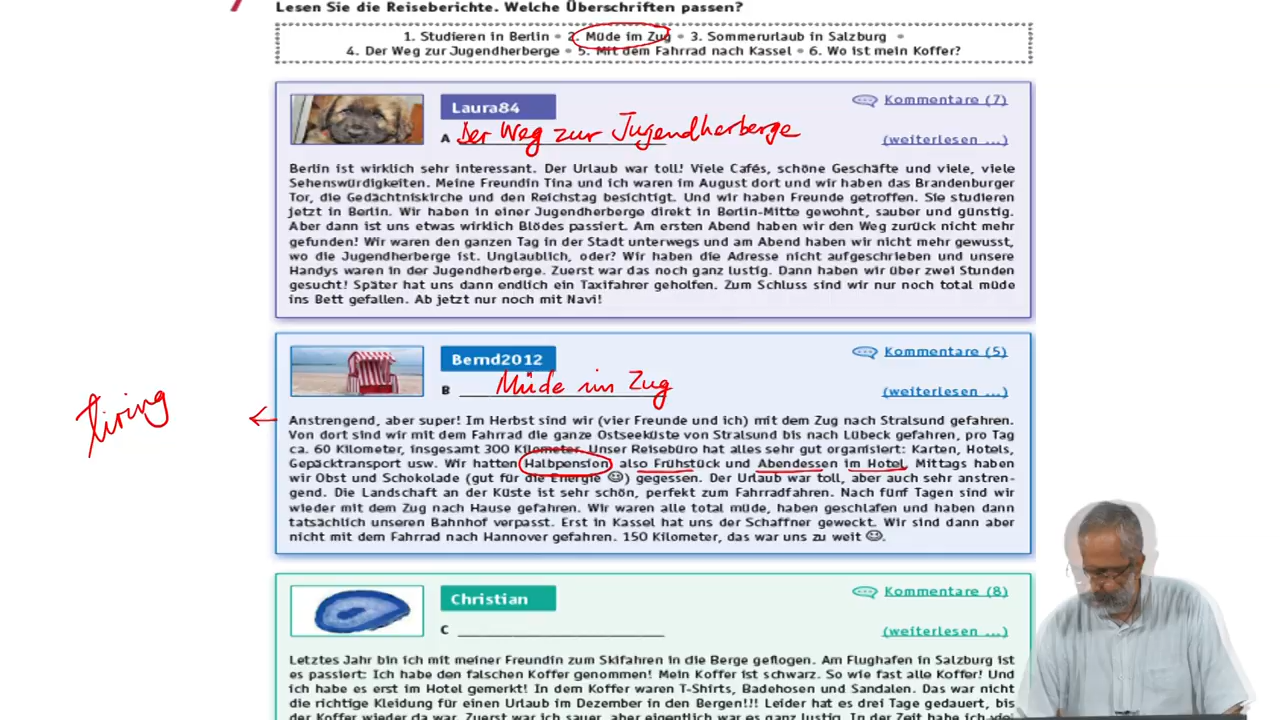 Lesen Sie die Reiseberichte. Welche Überschriften passen?
1. Studieren in Berlin • 2. Müde im Zug • 3. Sommerurlaub in Salzburg •
4. Der Weg zur Jugendherberge • 5. Mit dem Fahrrad nach Kassel • 6. Wo ist mein Koffer?
Laura84
Kommentare (7)
A Der Weg zur Jugendherberge
(weiterlesen ...)
Berlin ist wirklich sehr interessant. Der Urlaub war toll! Viele Cafés, schöne Geschäfte und viele, viele
Sehenswürdigkeiten. Meine Freundin Tina und ich waren im August dort und wir haben das Brandenburger
Tor, die Gedächtniskirche und den Reichstag besichtigt. Und wir haben Freunde getroffen. Sie studieren
jetzt in Berlin. Wir haben in einer Jugendherberge direkt in Berlin-Mitte gewohnt, sauber und günstig.
Aber dann ist uns etwas wirklich Blödes passiert. Am ersten Abend haben wir den Weg zurück nicht mehr
gefunden! Wir waren den ganzen Tag in der Stadt unterwegs und am Abend haben wir nicht mehr gewusst,
wo die Jugendherberge ist. Unglaublich, oder? Wir haben die Adresse nicht aufgeschrieben und unsere
Handys waren in der Jugendherberge. Zuerst war das noch ganz lustig. Dann haben wir über zwei Stunden
gesucht! Später hat uns dann endlich ein Taxifahrer geholfen. Zum Schluss sind wir nur noch total müde
ins Bett gefallen. Ab jetzt nur noch mit Navi!
Bernd2012
Kommentare (5)
B Müde im Zug
(weiterlesen ...)
tiring
Anstrengend, aber super! Im Herbst sind wir (vier Freunde und ich) mit dem Zug nach Stralsund gefahren.
Von dort sind wir mit dem Fahrrad die ganze Ostseeküste von Stralsund bis nach Lübeck gefahren, pro Tag
ca. 60 Kilometer, insgesamt 300 Kilometer. Unser Reisebüro hat alles sehr gut organisiert: Karten, Hotels,
Gepäcktransport usw. Wir hatten Halbpension also Frühstück und Abendessen im Hotel. Mittags haben
wir Obst und Schokolade (gut für die Energie ☺) gegessen. Der Urlaub war toll, aber auch sehr anstren-
gend. Die Landschaft an der Küste ist sehr schön, perfekt zum Fahrradfahren. Nach fünf Tagen sind wir
wieder mit dem Zug nach Hause gefahren. Wir waren alle total müde, haben geschlafen und haben dann
tatsächlich unseren Bahnhof verpasst. Erst in Kassel hat uns der Schaffner geweckt. Wir sind dann aber
nicht mit dem Fahrrad nach Hannover gefahren. 150 Kilometer, das war uns zu weit ☺.
Christian
Kommentare (8)
C
(weiterlesen ...)
Letztes Jahr bin ich mit meiner Freundin zum Skifahren in die Berge geflogen. Am Flughafen in Salzburg ist
es passiert: Ich habe den falschen Koffer genommen! Mein Koffer ist schwarz. So wie fast alle Koffer! Und
ich habe es erst im Hotel gemerkt! In dem Koffer waren T-Shirts, Badehosen und Sandalen. Das war nicht
die richtige Kleidung für einen Urlaub im Dezember in den Bergen!!! Leider hat es drei Tage gedauert, bis
der Koffer wieder da war. Zuerst war ich sauer, aber eigentlich war es ganz lustig. In der Zeit habe ich